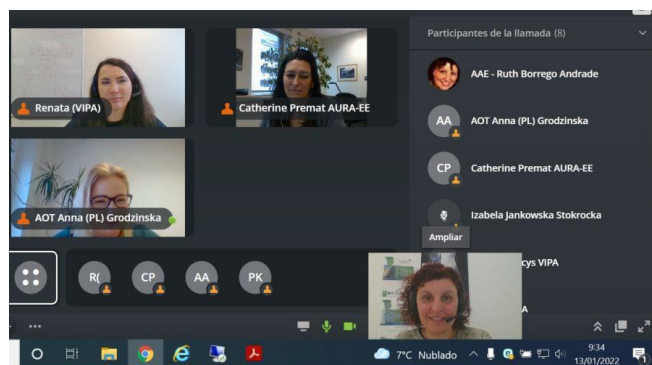 Participantes de la llamada (8)
Renata (VIPA)
Catherine Premat AURA-EE
AAE - Ruth Borrego Andrade
AA
AOT Anna (PL) Grodzinska
CP
Catherine Premat AURA-EE
AOT Anna (PL) Grodzinska
Izabela Jankowska Stokrocka
Ampliar
cys VIPA
R(
CP
AA
PK
A
7°C Nublado
9:34
13/01/2022
1